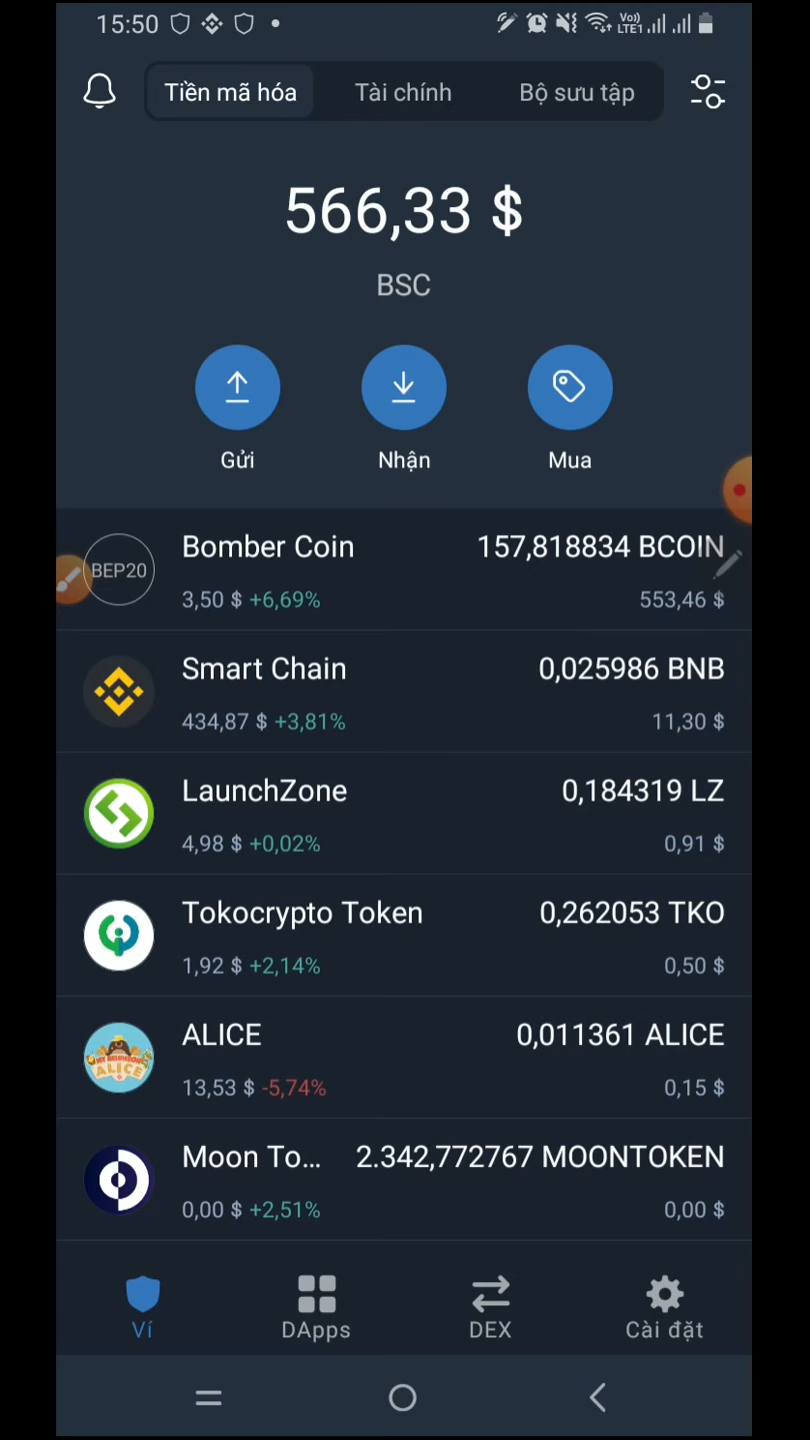 15:50
Vo))
LTE1
Tiền mã hóa Tài chính Bộ sưu tập
566,33 $
BSC
Gửi Nhận Mua
BEP20
Bomber Coin 157,818834 BCOIN
3,50 $ +6,69% 553,46 $
Smart Chain 0,025986 BNB
434,87 $ +3,81% 11,30 $
LaunchZone 0,184319 LZ
4,98 $ +0,02% 0,91 $
Tokocrypto Token 0,262053 TKO
1,92 $ +2,14% 0,50 $
ALICE 0,011361 ALICE
13,53 $ -5,74% 0,15 $
Moon To... 2.342,772767 MOONTOKEN
0,00 $ +2,51% 0,00 $
Ví DApps DEX Cài đặt